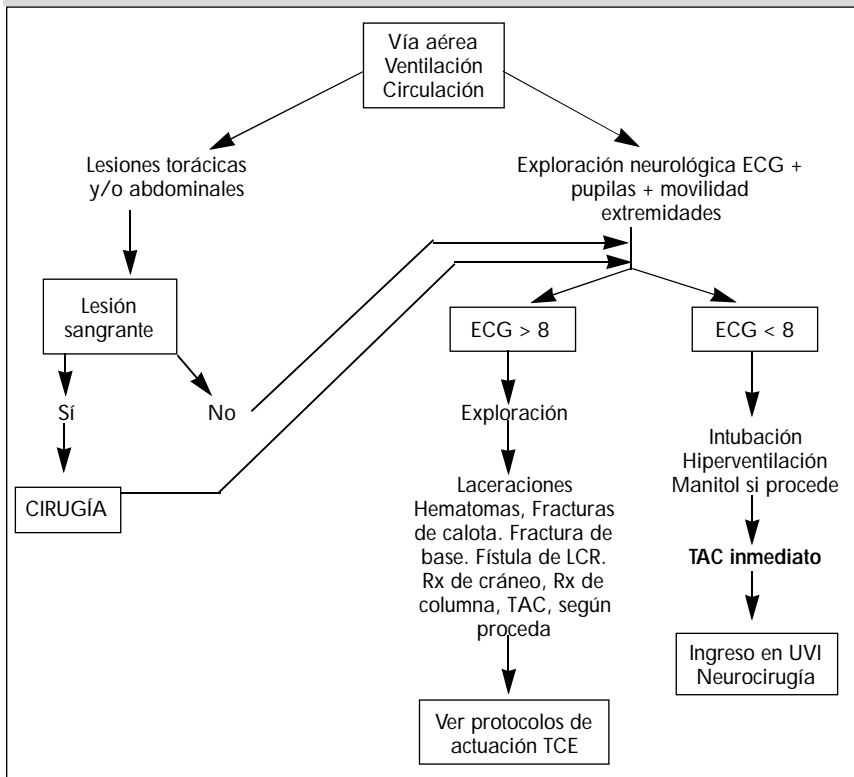 Vía aérea
Ventilación
Circulación
Lesiones torácicas
y/o abdominales
Exploración neurológica ECG +
pupilas + movilidad
extremidades
Lesión
sangrante
ECG > 8
ECG < 8
Sí
No
Exploración
Intubación
Hiperventilación
Manitol si procede
CIRUGÍA
Laceraciones
Hematomas, Fracturas
de calota. Fractura de
base. Fístula de LCR.
Rx de cráneo, Rx de
columna, TAC, según
proceda
TAC inmediato
Ingreso en UVI
Neurocirugía
Ver protocolos de
actuación TCE